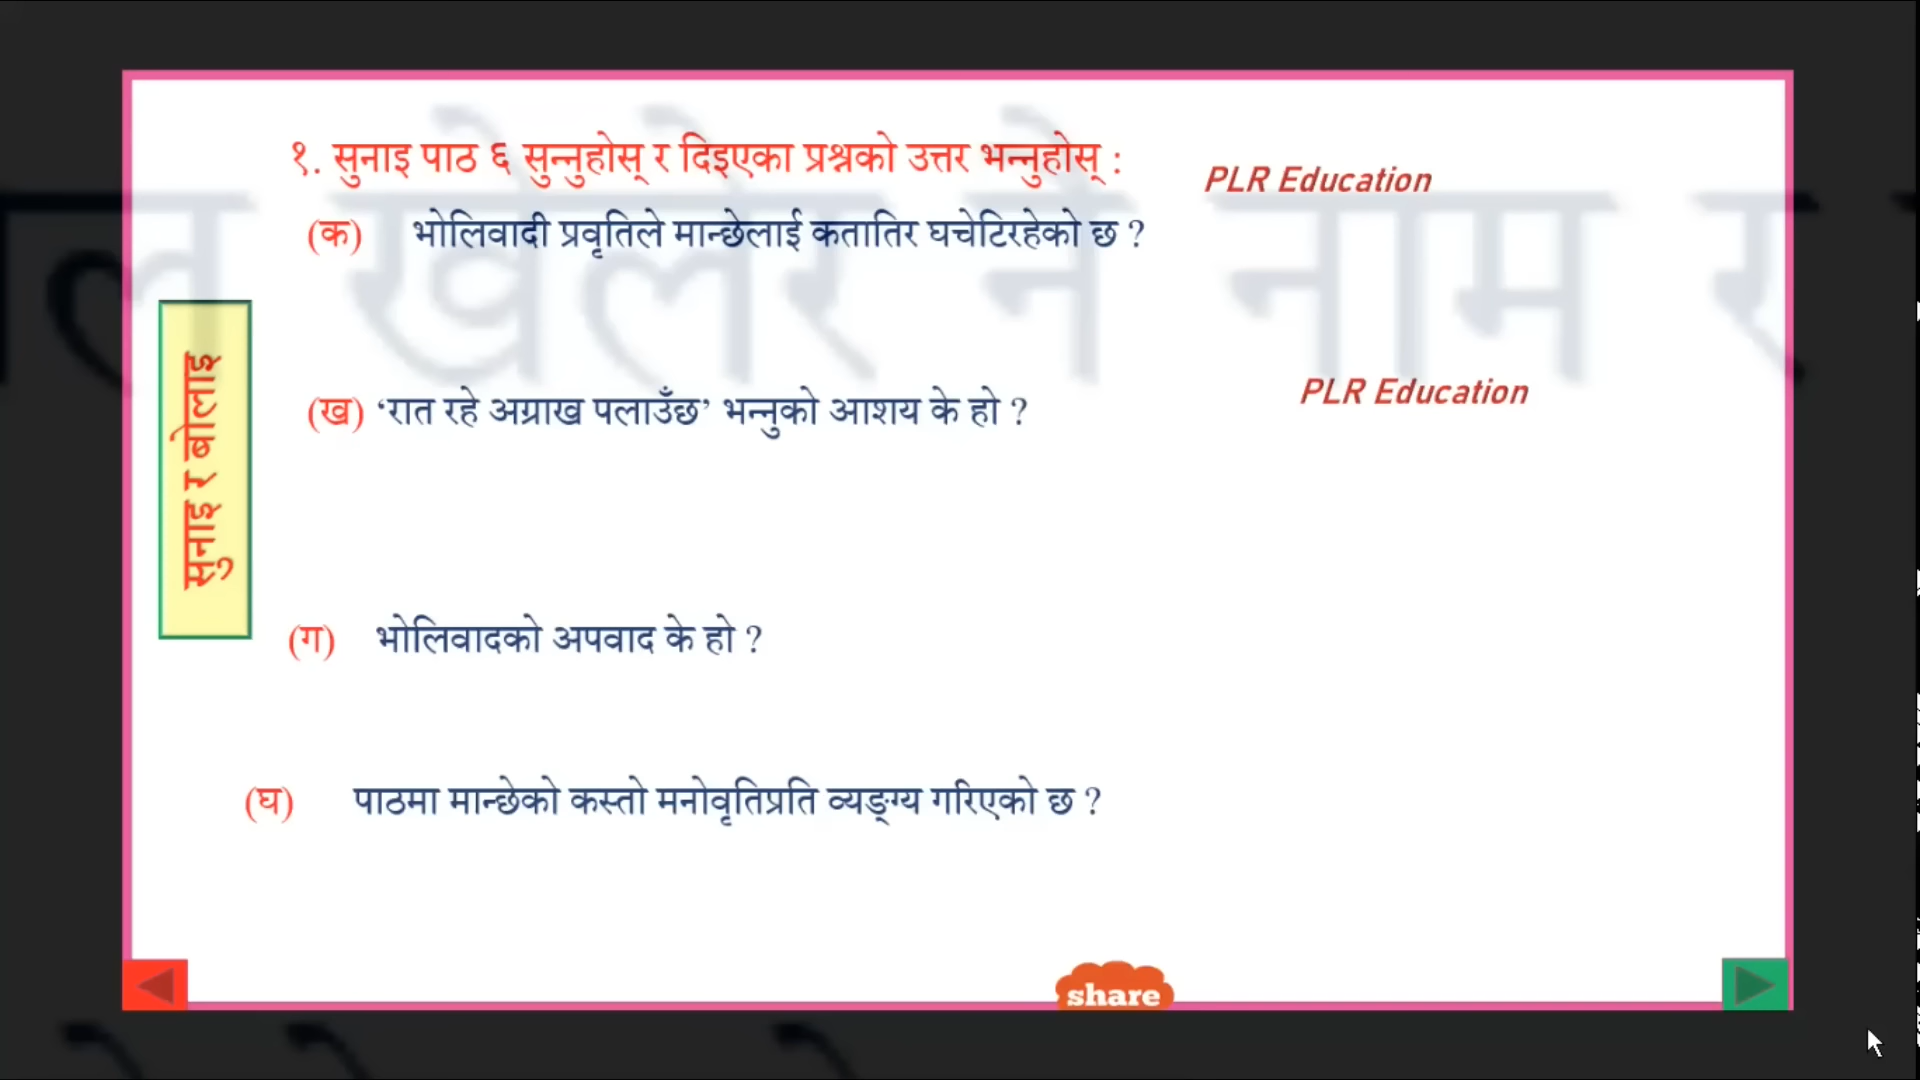 १. सुनाइ पाठ ६ सुन्नुहोस् र दिइएका प्रश्नको उत्तर भन्नुहोस् :
PLR Education
(क) भोलिवादी प्रवृतिले मान्छेलाई कतातिर घचेटिरहेको छ ?
खेलेर नै नाम
सुनाइ र बोलाइ
PLR Education
(ख) ‘रात रहे अग्राख पलाउँछ’ भन्नुको आशय के हो ?
(ग) भोलिवादको अपवाद के हो ?
(घ) पाठमा मान्छेको कस्तो मनोवृतिप्रति व्यङ्ग्य गरिएको छ ?
share